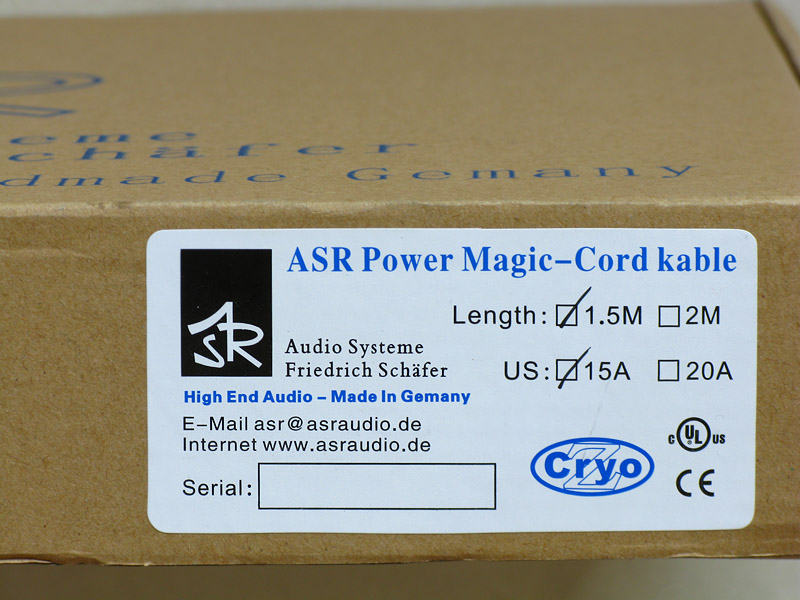 eme
chäfer
dmade Gemany
ASR Power Magic-Cord kable
Length: 1.5M 2M
ASR
Audio Systeme
Friedrich Schäfer
US: 15A 20A
High End Audio - Made In Gemany
E-Mail asr@asraudio.de
Internet www.asraudio.de
Serial:
Cryo
Z
c UL us
CE